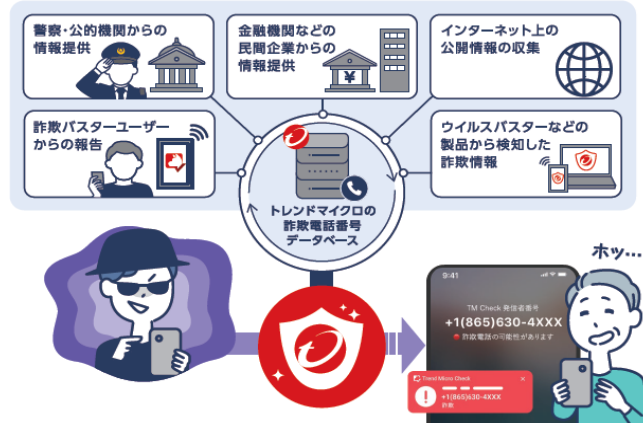 警察・公的機関からの
情報提供
金融機関などの
民間企業からの
情報提供
¥
インターネット上の
公開情報の収集
詐欺バスターユーザー
からの報告
ウイルスバスターなどの
製品から検知した
詐欺情報
トレンドマイクロの
詐欺電話番号
データベース
ホッ...
9:41
TM Check 発信者番号
+1(865)630-4XXX
詐欺電話の可能性があります
Trend Micro Check
+1(865)630-4XXX
詐欺